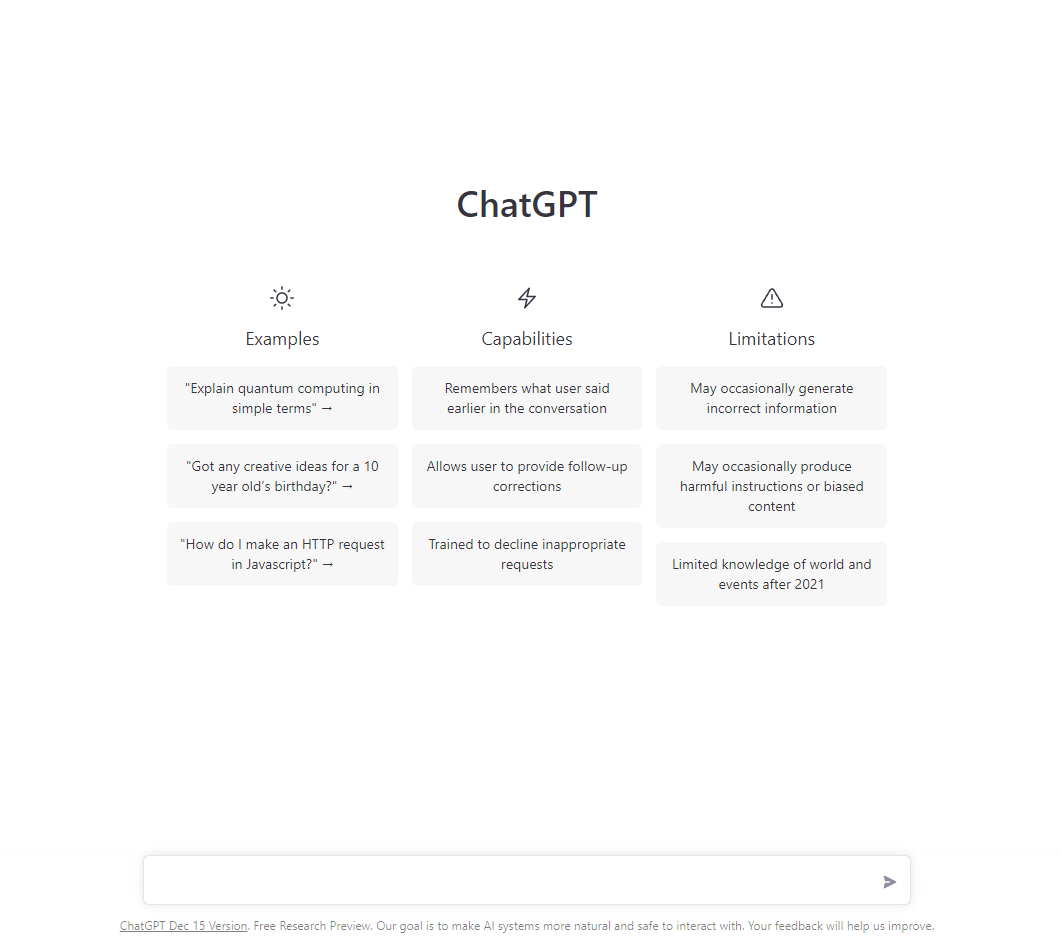 ChatGPT
Examples
"Explain quantum computing in
simple terms" →
"Got any creative ideas for a 10
year old’s birthday?" →
"How do I make an HTTP request
in Javascript?" →
Capabilities
Remembers what user said
earlier in the conversation
Allows user to provide follow-up
corrections
Trained to decline inappropriate
requests
Limitations
May occasionally generate
incorrect information
May occasionally produce
harmful instructions or biased
content
Limited knowledge of world and
events after 2021
ChatGPT Dec 15 Version. Free Research Preview. Our goal is to make AI systems more natural and safe to interact with. Your feedback will help us improve.